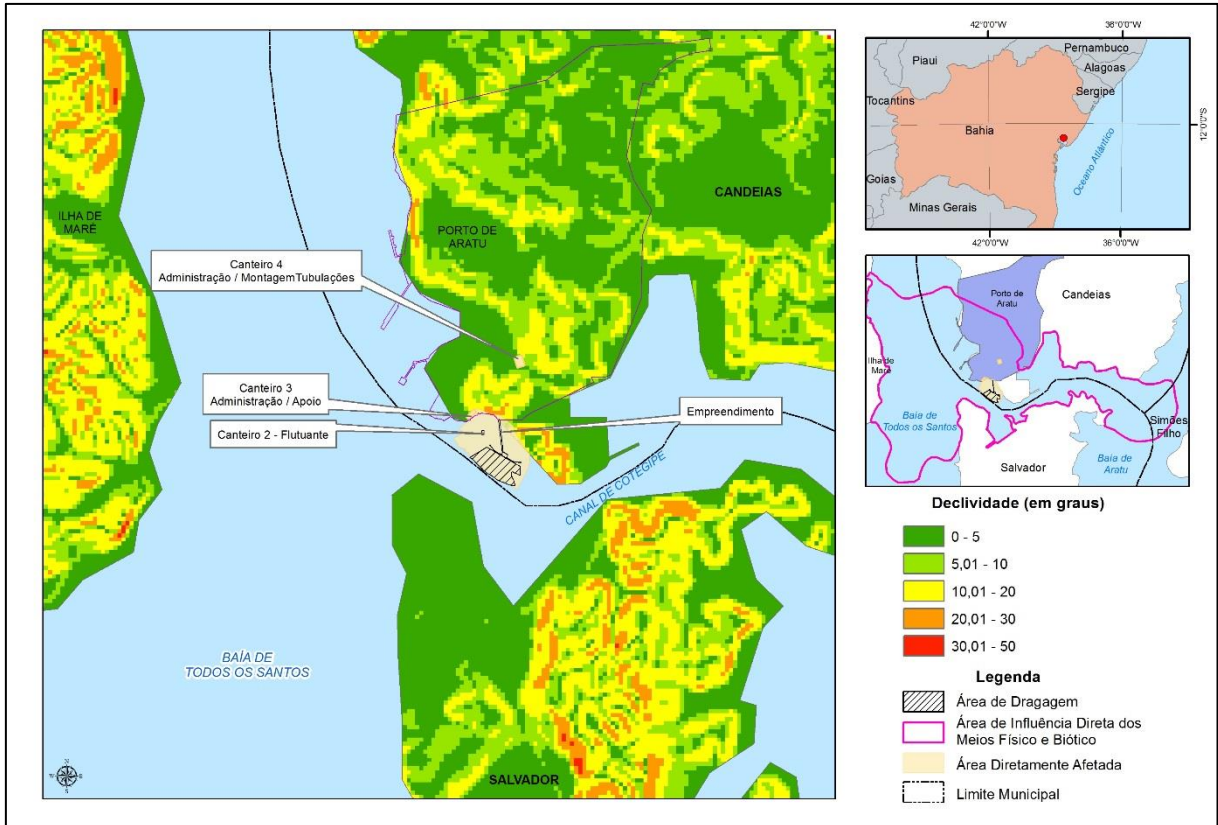 ILHA DE
MARÉ
PORTO DE
ARATU
CANDEIAS
Canteiro 4
Administração / MontagemTubulações
Canteiro 3
Administração / Apoio
Canteiro 2 - Flutuante
Empreendimento
CANAL DE COTEGIPE
BAÍA DE
TODOS OS SANTOS
SALVADOR
N
W
E
S
42°0'0"W
38°0'0"W
Pernambuco
Piaui
Alagoas
Sergipe
Tocantins
Bahia
12°0'0"S
Oceano Atlântico
Goias
Minas Gerais
42°0'0"W
36°0'0"W
Porto de
Aratu
Candeias
Ilha de
Maré
Baía de
Todos os Santos
Simões
Filho
Baía de
Aratu
Salvador
Declividade (em graus)
0 - 5
5,01 - 10
10,01 - 20
20,01 - 30
30,01 - 50
Legenda
Área de Dragagem
Área de Influência Direta dos
Meios Físico e Biótico
Área Diretamente Afetada
Limite Municipal